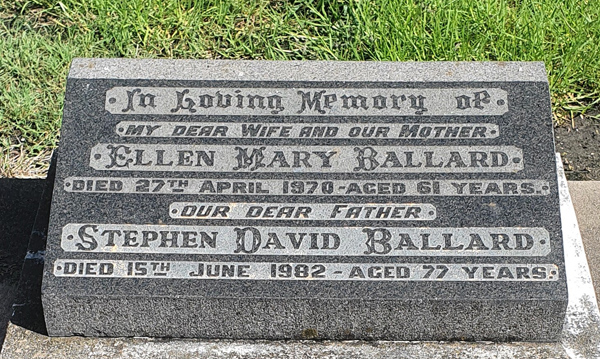 In Loving Memory of
MY DEAR WIFE AND OUR MOTHER
ELLEN MARY BALLARD
DIED 27TH APRIL 1970-AGED 61 YEARS.
OUR DEAR FATHER
STEPHEN DAVID BALLARD
DIED 15TH JUNE 1982 - AGED 77 YEARS.